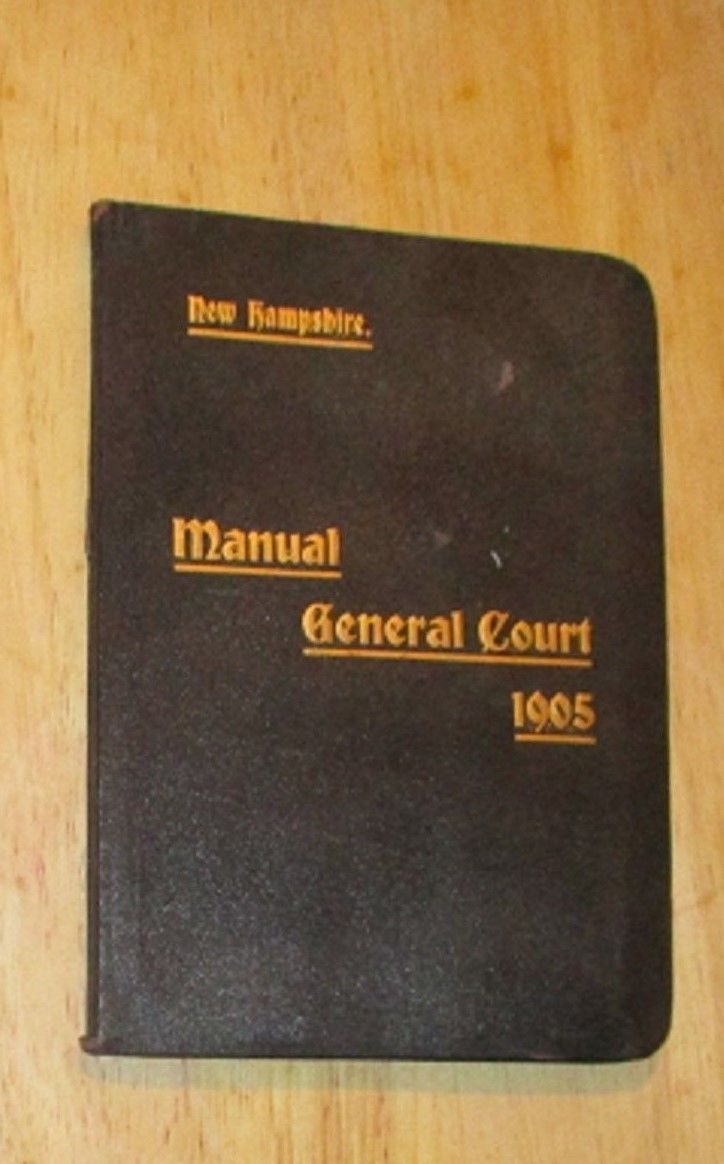 New Hampshire.
Manual
General Court
1905